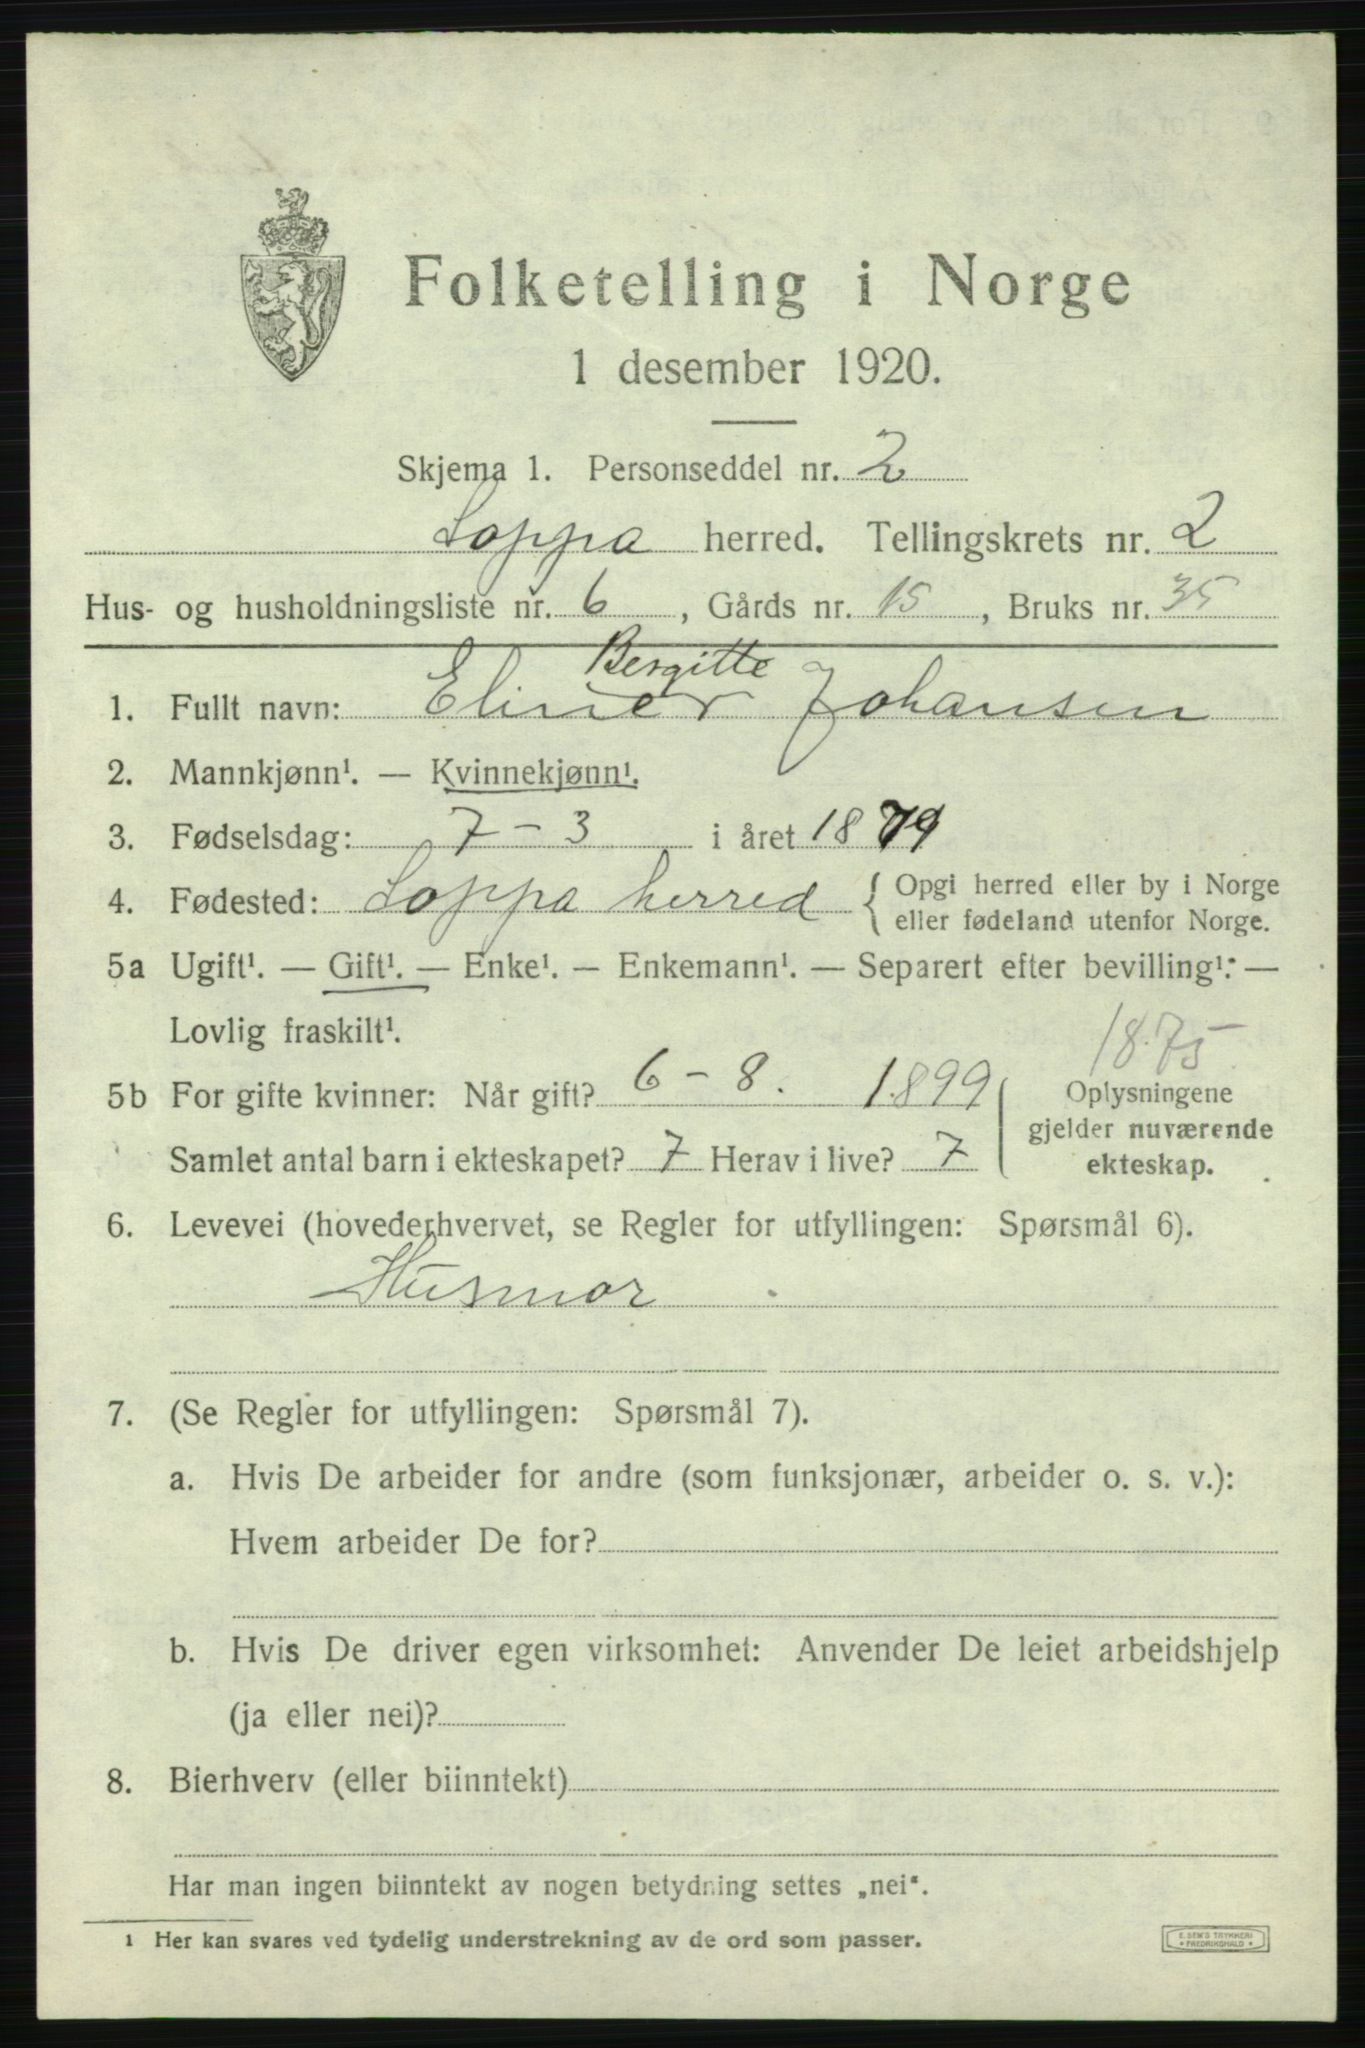 Folketelling i Norge
1 desember 1920.
Skjema 1. Personseddel nr. 2
Loppa herred. Tellingskrets nr. 2
Hus- og husholdningsliste nr. 6, Gårds nr. 15, Bruks nr. 35
Bergitte
1. Fullt navn: Eliner Johansen
2. Mannkjønn¹. — Kvinnekjønn¹.
3. Fødselsdag: 7 - 3 i året 1879
4. Fødested: Loppa herred { Opgi herred eller by i Norge
eller fødeland utenfor Norge.
5a Ugift¹. — Gift¹. — Enke¹. — Enkemann¹. — Separert efter bevilling¹. —
Lovlig fraskilt¹.
1875
5b For gifte kvinner: Når gift? 6 - 8. 1899
Samlet antal barn i ekteskapet? 7 Herav i live? 7
Oplysningene
gjelder nuværende
ekteskap.
6. Levevei (hovederhvervet, se Regler for utfyllingen: Spørsmål 6).
Husmor
7. (Se Regler for utfyllingen: Spørsmål 7).
a. Hvis De arbeider for andre (som funksjonær, arbeider o. s. v.):
Hvem arbeider De for?
b. Hvis De driver egen virksomhet: Anvender De leiet arbeidshjelp
(ja eller nei)?
8. Bierhverv (eller biinntekt)
Har man ingen biinntekt av nogen betydning settes „nei“.
¹ Her kan svares ved tydelig understrekning av de ord som passer.
E. SEM'S TRYKKERI
• FREDRIKSHALD •